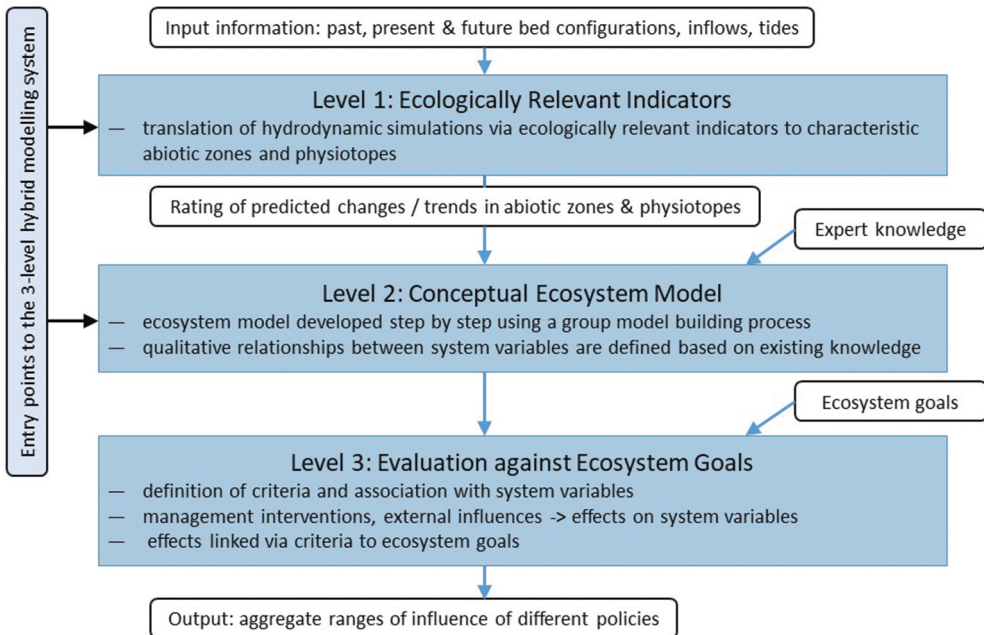 Input information: past, present & future bed configurations, inflows, tides
Entry points to the 3-level hybrid modelling system
Level 1: Ecologically Relevant Indicators
— translation of hydrodynamic simulations via ecologically relevant indicators to characteristic
abiotic zones and physiotopes
Rating of predicted changes / trends in abiotic zones & physiotopes
Expert knowledge
Level 2: Conceptual Ecosystem Model
— ecosystem model developed step by step using a group model building process
— qualitative relationships between system variables are defined based on existing knowledge
Ecosystem goals
Level 3: Evaluation against Ecosystem Goals
— definition of criteria and association with system variables
— management interventions, external influences -> effects on system variables
— effects linked via criteria to ecosystem goals
Output: aggregate ranges of influence of different policies